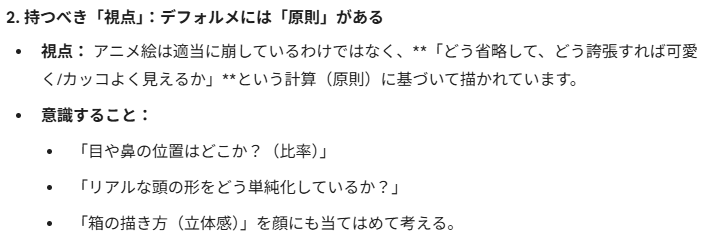 2. 持つべき「視点」：デフォルメには「原則」がある
• 視点： アニメ絵は適当に崩しているわけではなく、**「どう省略して、どう誇張すれば可愛
く/カッコよく見えるか」**という計算（原則）に基づいて描かれています。
• 意識すること：
• 「目や鼻の位置はどこか？（比率）」
• 「リアルな頭の形をどう単純化しているか？」
• 「箱の描き方（立体感）」を顔にも当てはめて考える。